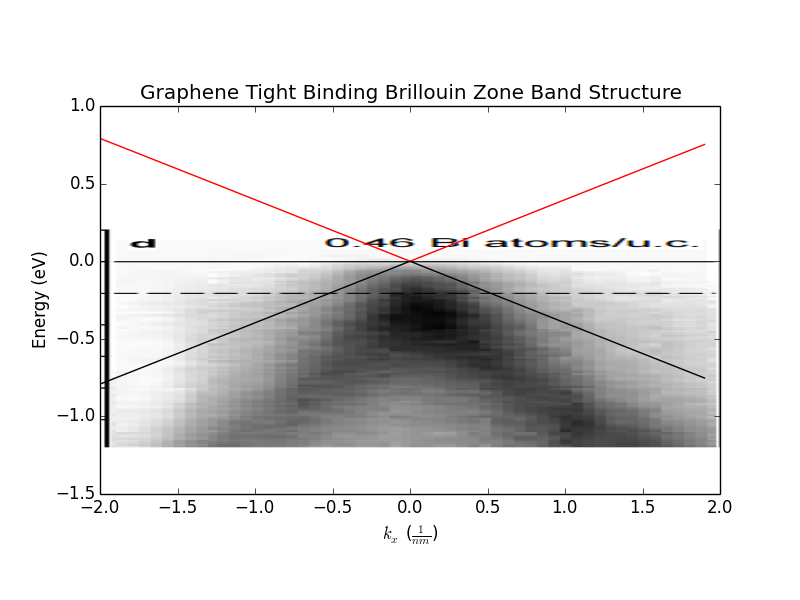 Graphene Tight Binding Brillouin Zone Band Structure
1.0
0.5
d 0.46 Bi atoms/u.c.
0.0
Energy (eV)
−0.5
−1.0
−1.5
−2.0 −1.5 −1.0 −0.5 0.0 0.5 1.0 1.5 2.0
kₓ (1/nm)